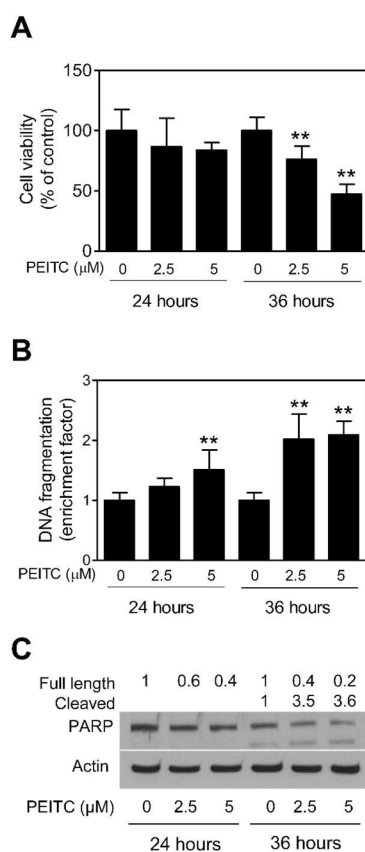 A
Cell viability
(% of control)
150
100
50
0
** **
PEITC (μM) 0 2.5 5 0 2.5 5
24 hours 36 hours
B
DNA fragmentation
(enrichment factor)
3
2
1
0
** ** **
PEITC (μM) 0 2.5 5 0 2.5 5
24 hours 36 hours
C
Full length 1 0.6 0.4 1 0.4 0.2
Cleaved 1 3.5 3.6
PARP
Actin
PEITC (μM) 0 2.5 5 0 2.5 5
24 hours 36 hours